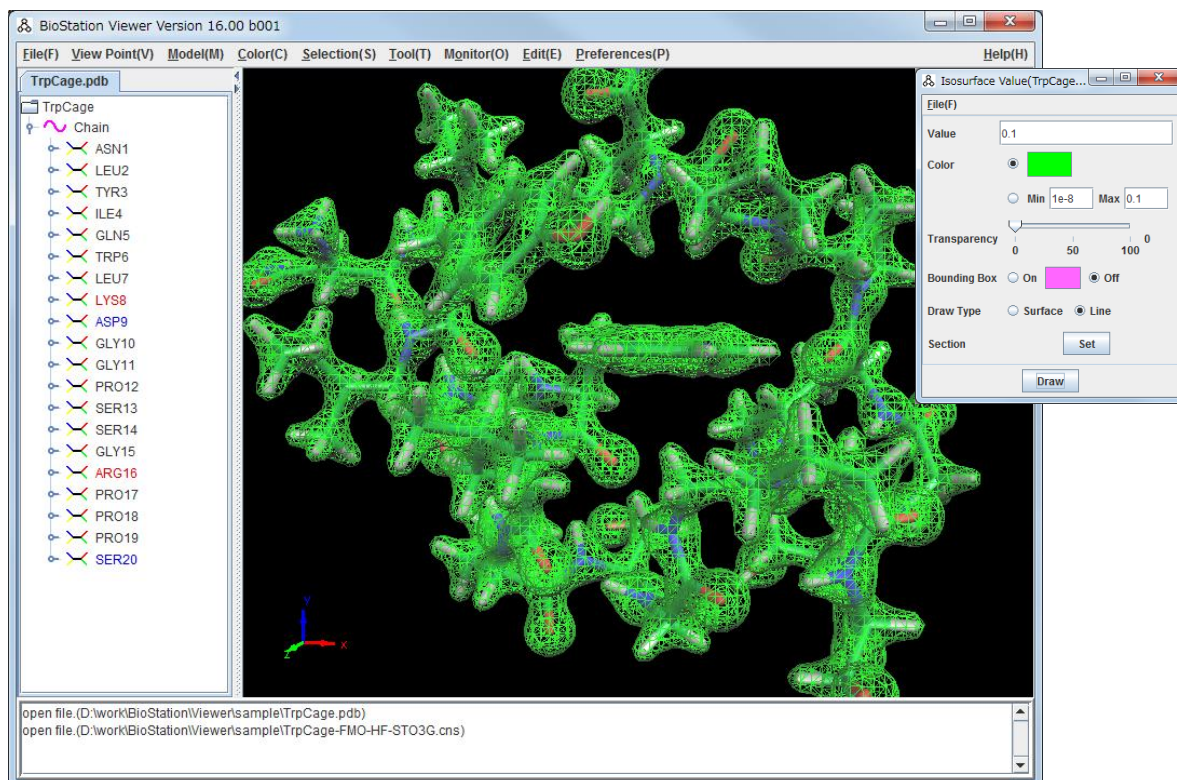 BioStation Viewer Version 16.00 b001
File(F) View Point(V) Model(M) Color(C) Selection(S) Tool(T) Monitor(O) Edit(E) Preferences(P) Help(H)
TrpCage.pdb
TrpCage
Chain
ASN1
LEU2
TYR3
ILE4
GLN5
TRP6
LEU7
LYS8
ASP9
GLY10
GLY11
PRO12
SER13
SER14
GLY15
ARG16
PRO17
PRO18
PRO19
SER20
Y
X
Z
Isosurface Value(TrpCage...
File(F)
Value 0.1
Color
Min 1e-8 Max 0.1
Transparency 0
0 50 100
Bounding Box On Off
Draw Type Surface Line
Section Set
Draw
open file.(D:\work\BioStation\Viewer\sample\TrpCage.pdb)
open file.(D:\work\BioStation\Viewer\sample\TrpCage-FMO-HF-STO3G.cns)